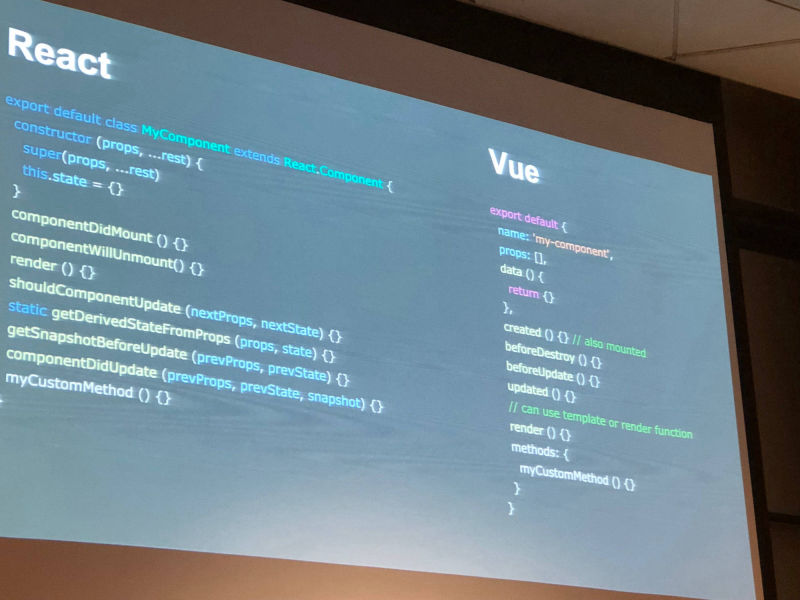 React
export default class MyComponent extends React.Component {
constructor (props, ...rest) {
super(props, ...rest)
this.state = {}
}
componentDidMount () {}
componentWillUnmount() {}
render () {}
shouldComponentUpdate (nextProps, nextState) {}
static getDerivedStateFromProps (props, state) {}
getSnapshotBeforeUpdate (prevProps, prevState) {}
componentDidUpdate (prevProps, prevState, snapshot) {}
myCustomMethod () {}
}
Vue
export default {
name: 'my-component',
props: [],
data () {
return {}
},
created () {} // also mounted
beforeDestroy () {}
beforeUpdate () {}
updated () {}
// can use template or render function
render () {}
methods: {
myCustomMethod () {}
}
}